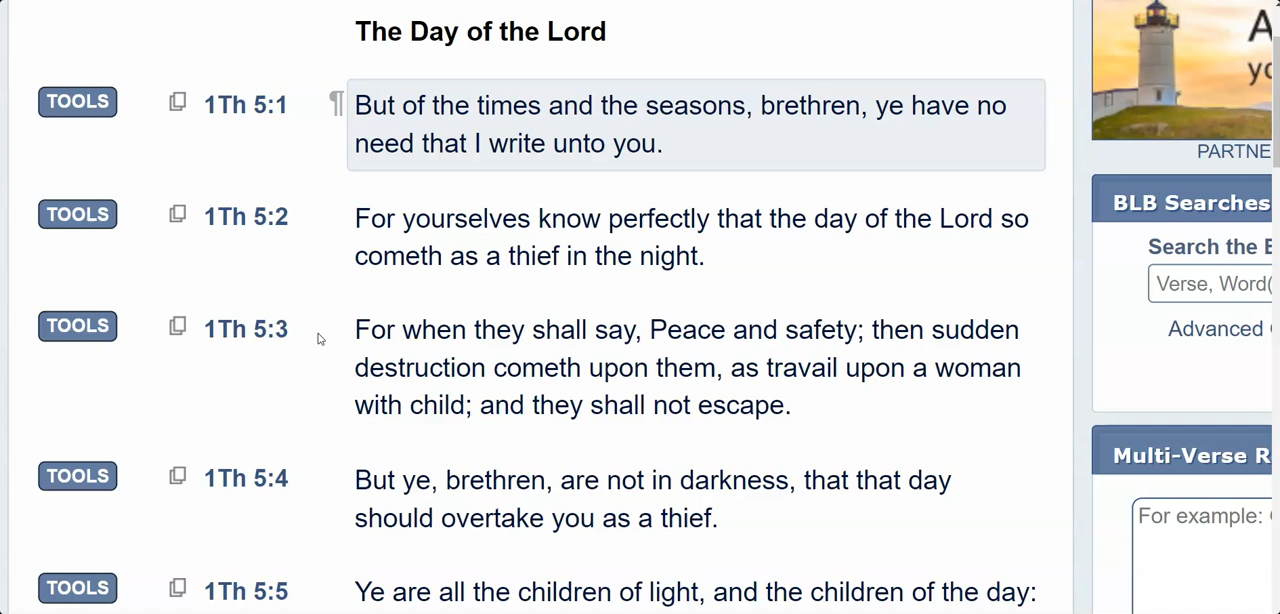 The Day of the Lord
TOOLS 1Th 5:1 ¶ But of the times and the seasons, brethren, ye have no
need that I write unto you.
TOOLS 1Th 5:2 For yourselves know perfectly that the day of the Lord so
cometh as a thief in the night.
TOOLS 1Th 5:3 For when they shall say, Peace and safety; then sudden
destruction cometh upon them, as travail upon a woman
with child; and they shall not escape.
TOOLS 1Th 5:4 But ye, brethren, are not in darkness, that that day
should overtake you as a thief.
TOOLS 1Th 5:5 Ye are all the children of light, and the children of the day:
A
yo
PARTNE
BLB Searches
Search the B
Verse, Word(
Advanced
Multi-Verse R
For example: